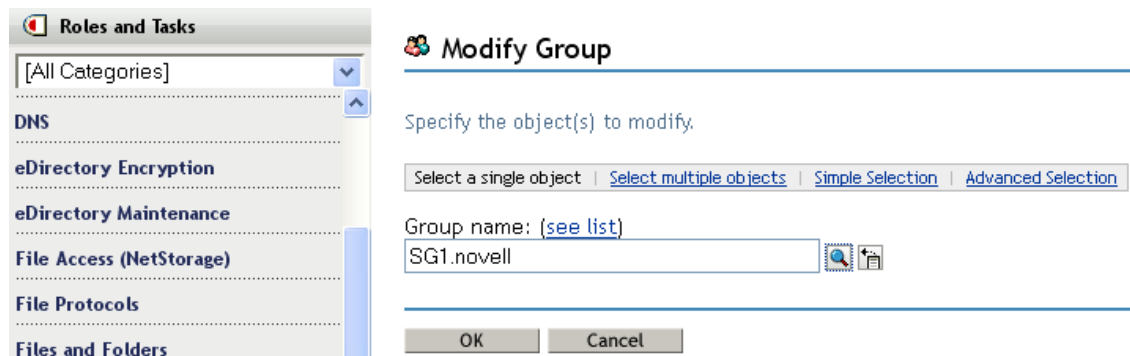 Roles and Tasks
[All Categories]
DNS
eDirectory Encryption
eDirectory Maintenance
File Access (NetStorage)
File Protocols
Files and Folders
Modify Group
Specify the object(s) to modify.
Select a single object | Select multiple objects | Simple Selection | Advanced Selection
Group name: (see list)
SG1.novell
OK Cancel